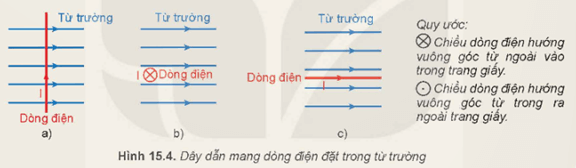 Từ trường
I
Dòng điện
a)
Từ trường
I Dòng điện
b)
Từ trường
Dòng điện
I
c)
Quy ước:
Chiều dòng điện hướng
vuông góc từ ngoài vào
trong trang giấy.
Chiều dòng điện hướng
vuông góc từ trong ra
ngoài trang giấy.
Hình 15.4. Dây dẫn mang dòng điện đặt trong từ trường